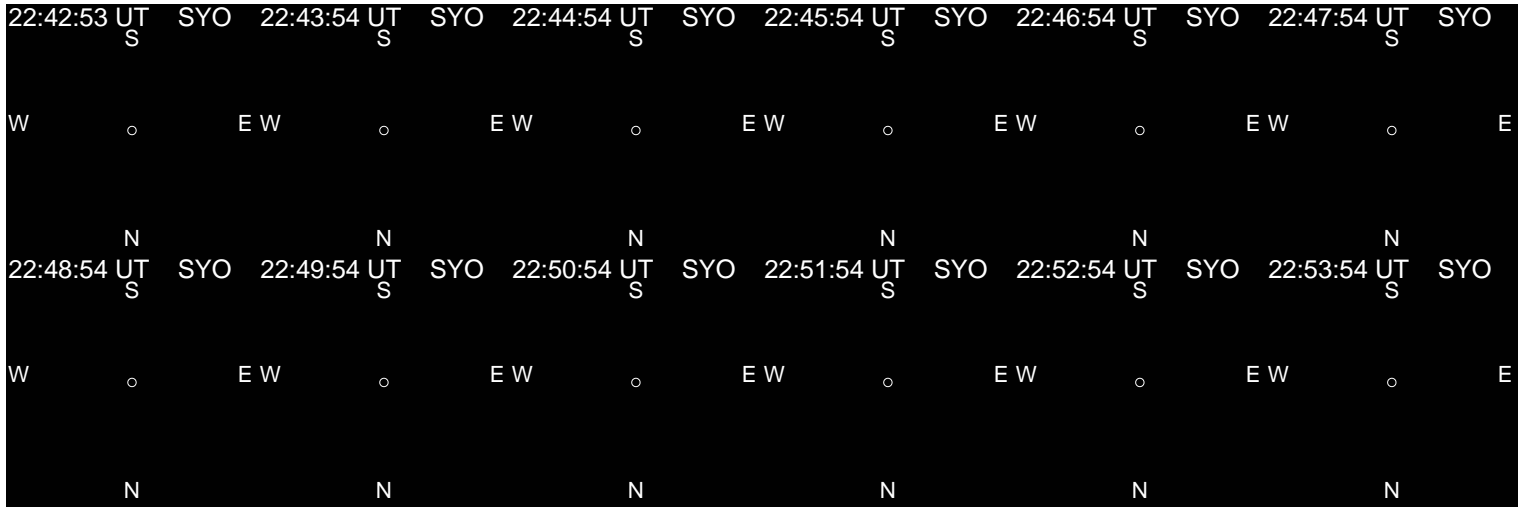 22:42:53 UT SYO 22:43:54 UT SYO 22:44:54 UT SYO 22:45:54 UT SYO 22:46:54 UT SYO 22:47:54 UT SYO
S S S S S S
W E W E W E W E W E W E
N N N N N N
22:48:54 UT SYO 22:49:54 UT SYO 22:50:54 UT SYO 22:51:54 UT SYO 22:52:54 UT SYO 22:53:54 UT SYO
S S S S S S
W E W E W E W E W E W E
N N N N N N